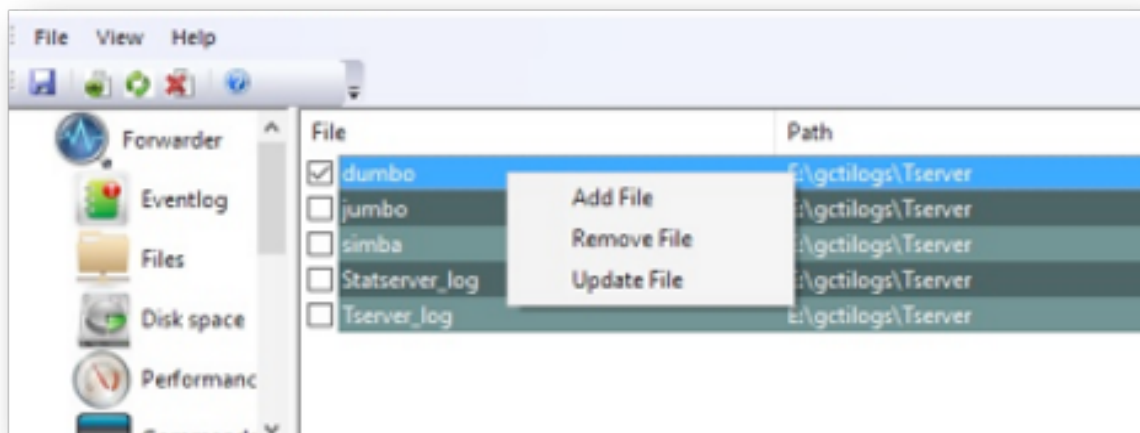 File View Help
Forwarder
Eventlog
Files
Disk space
Performanc
File Path
dumbo E:\gctilogs\Tserver
jumbo :\gctilogs\Tserver
simba :\gctilogs\Tserver
Statserver_log :\gctilogs\Tserver
Tserver_log E:\gctilogs\Tserver
Add File
Remove File
Update File